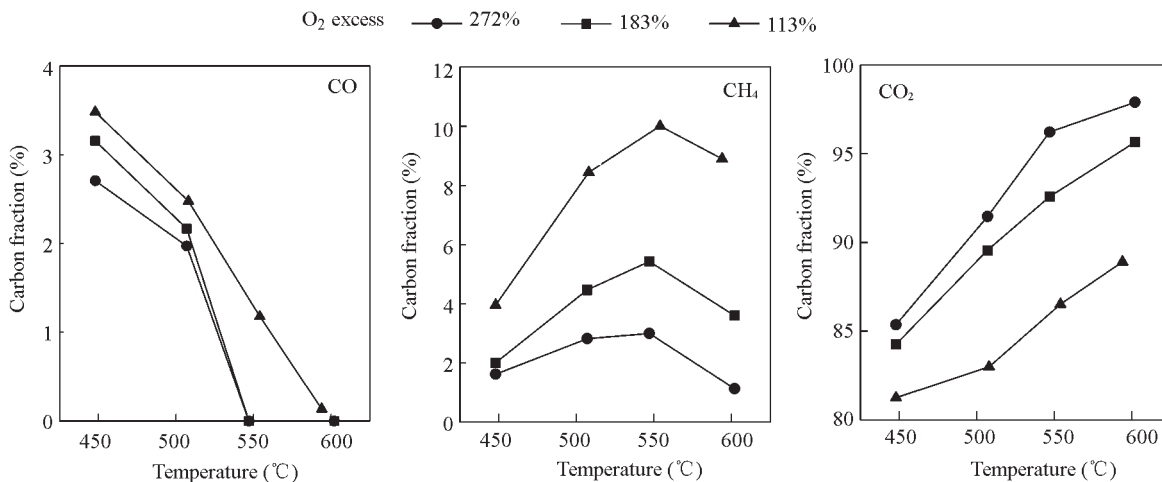 O₂ excess 272% 183% 113%
CO
4
3
2
1
0
Carbon fraction (%)
450 500 550 600
Temperature (℃)
CH₄
12
10
8
6
4
2
0
Carbon fraction (%)
450 500 550 600
Temperature (℃)
CO₂
100
95
90
85
80
Carbon fraction (%)
450 500 550 600
Temperature (℃)